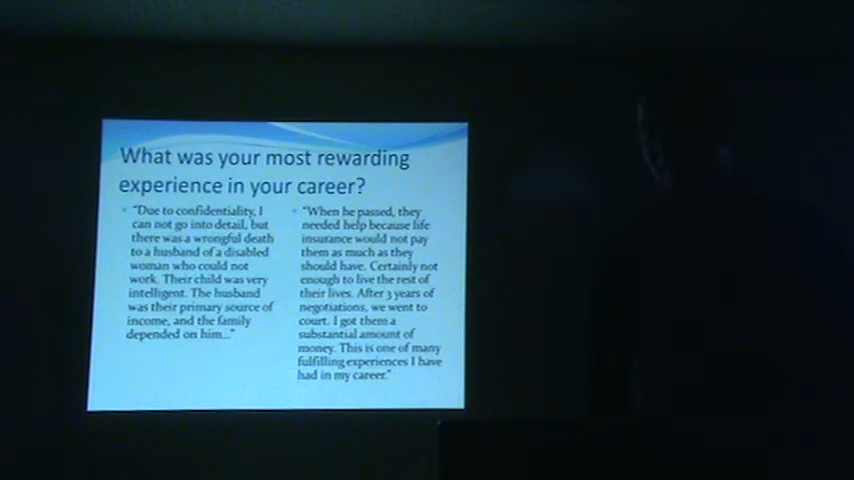 What was your most rewarding
experience in your career?
"Due to confidentiality, I
can not go into detail, but
there was a wrongful death
to a husband of a disabled
woman who could not
work. Their child was very
intelligent. The husband
was their primary source of
income, and the family
depended on him..."
"When he passed, they
needed help because life
insurance would not pay
them as much as they
should have. Certainly not
enough to live the rest of
their lives. After 3 years of
negotiations, we went to
court. I got them a
substantial amount of
money. This is one of many
fulfilling experiences I have
had in my career."